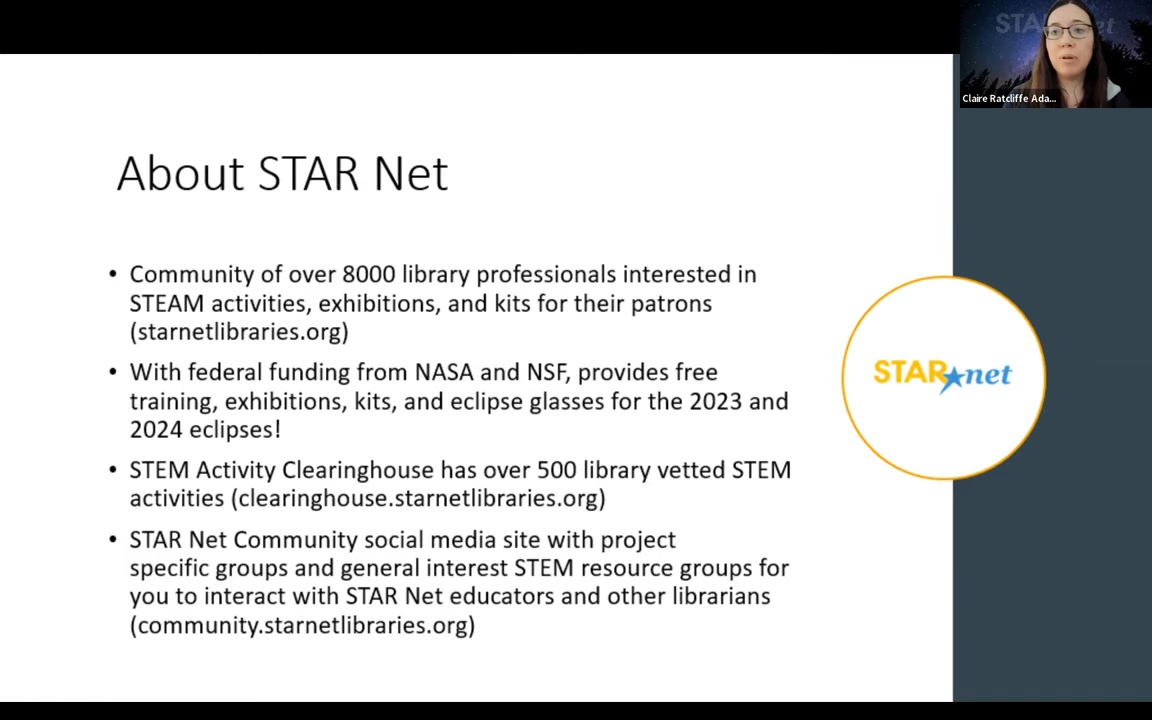 STAR net
Claire Ratcliffe Ada...
About STAR Net
• Community of over 8000 library professionals interested in
STEAM activities, exhibitions, and kits for their patrons
(starnetlibraries.org)
• With federal funding from NASA and NSF, provides free
training, exhibitions, kits, and eclipse glasses for the 2023 and
2024 eclipses!
• STEM Activity Clearinghouse has over 500 library vetted STEM
activities (clearinghouse.starnetlibraries.org)
• STAR Net Community social media site with project
specific groups and general interest STEM resource groups for
you to interact with STAR Net educators and other librarians
(community.starnetlibraries.org)